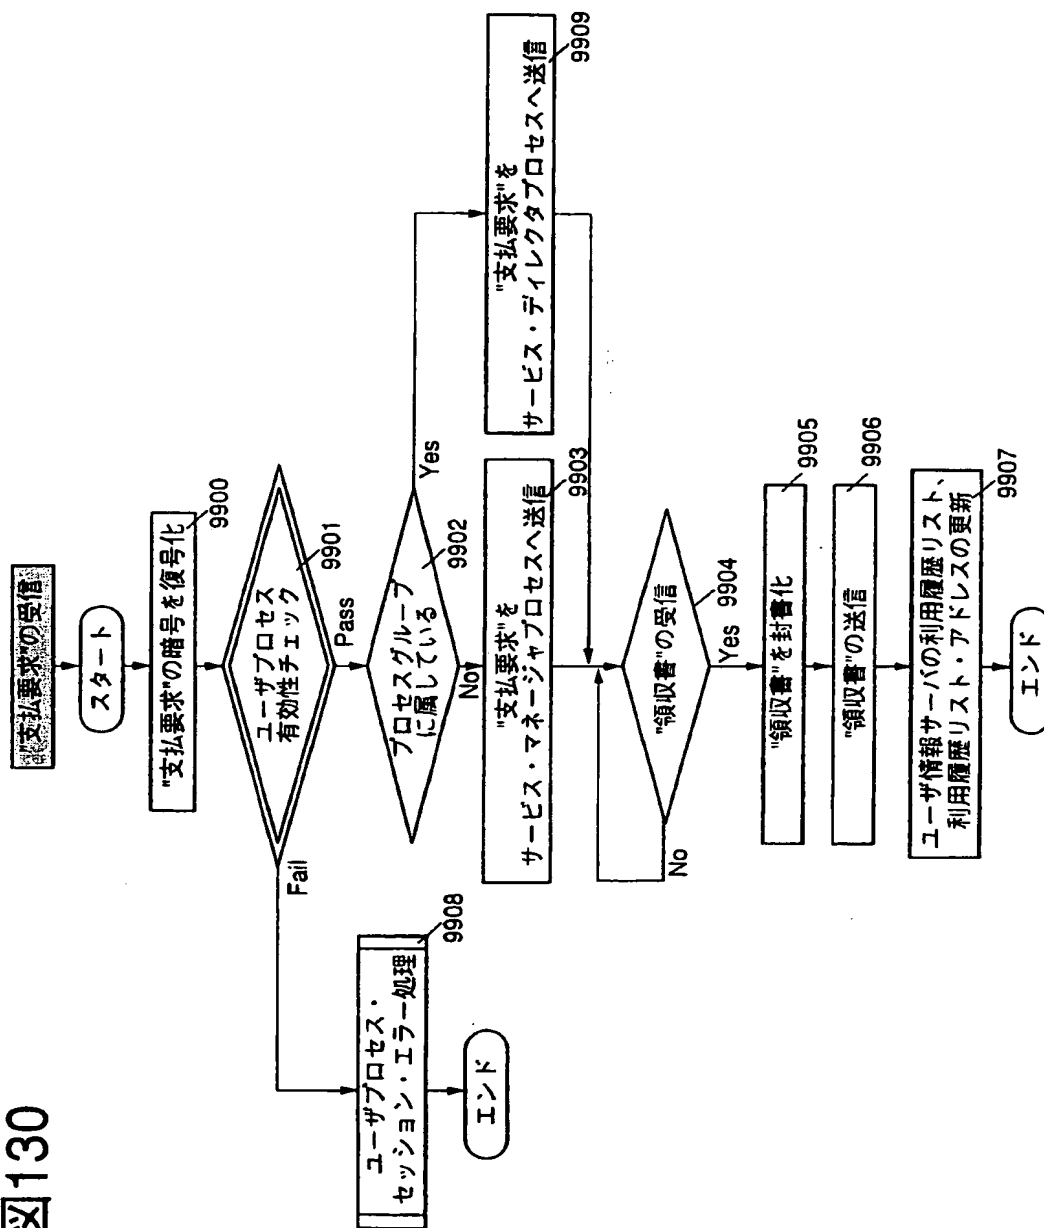 図130
"支払要求"の受信
スタート
"支払要求"の暗号を復号化
9900
ユーザプロセス
有効性チェック
9901
Fail
Pass
プロセスグループ
に属している
9902
Yes
No
"支払要求"を
サービス・マネージャプロセスへ送信
9903
"支払要求"を
サービス・ディレクタプロセスへ送信
9909
"領収書"の受信
9904
No
Yes
"領収書"を封書化
9905
"領収書"の送信
9906
ユーザ情報サーバの利用履歴リスト、
利用履歴リスト・アドレスの更新
9907
エンド
ユーザプロセス・
セッション・エラー処理
9908
エンド